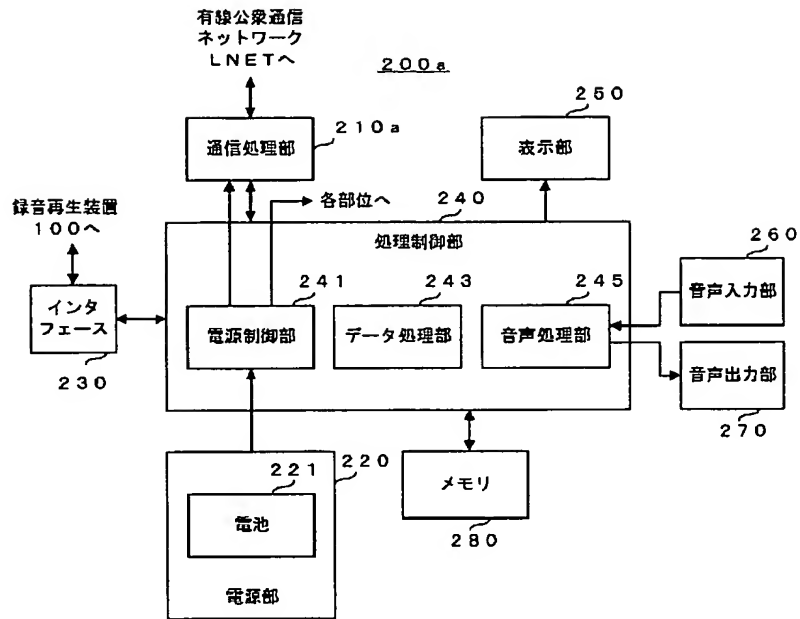 有線公衆通信
ネットワーク
LNETへ
200a
210a
通信処理部
250
表示部
各部位へ
240
録音再生装置
100へ
処理制御部
260
インタ
フェース
230
241
電源制御部
243
データ処理部
245
音声処理部
音声入力部
音声出力部
270
220
221
電池
電源部
メモリ
280